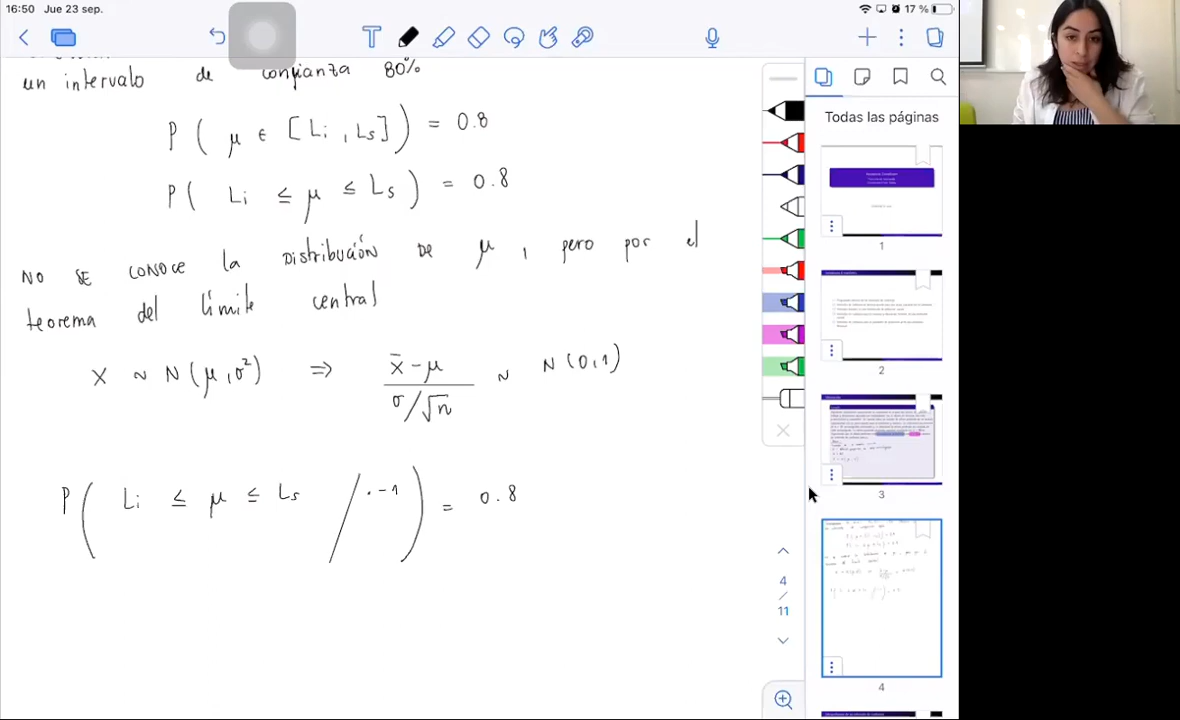 16:50 Jue 23 sep.
17 %
un intervalo de confianza 80%
P ( μ ∈ [ Li , Ls ] ) = 0.8
P ( Li ≤ μ ≤ Ls ) = 0.8
NO SE CONOCE la Distribución De μ , pero por el
teorema del límite central
X ~ N(μ,σ²) ⇒ x̄-μ / σ/√n ~ N(0,1)
P ( Li ≤ μ ≤ Ls / ·-1 ) = 0.8
Todas las páginas
1
2
3
4
4
/
11